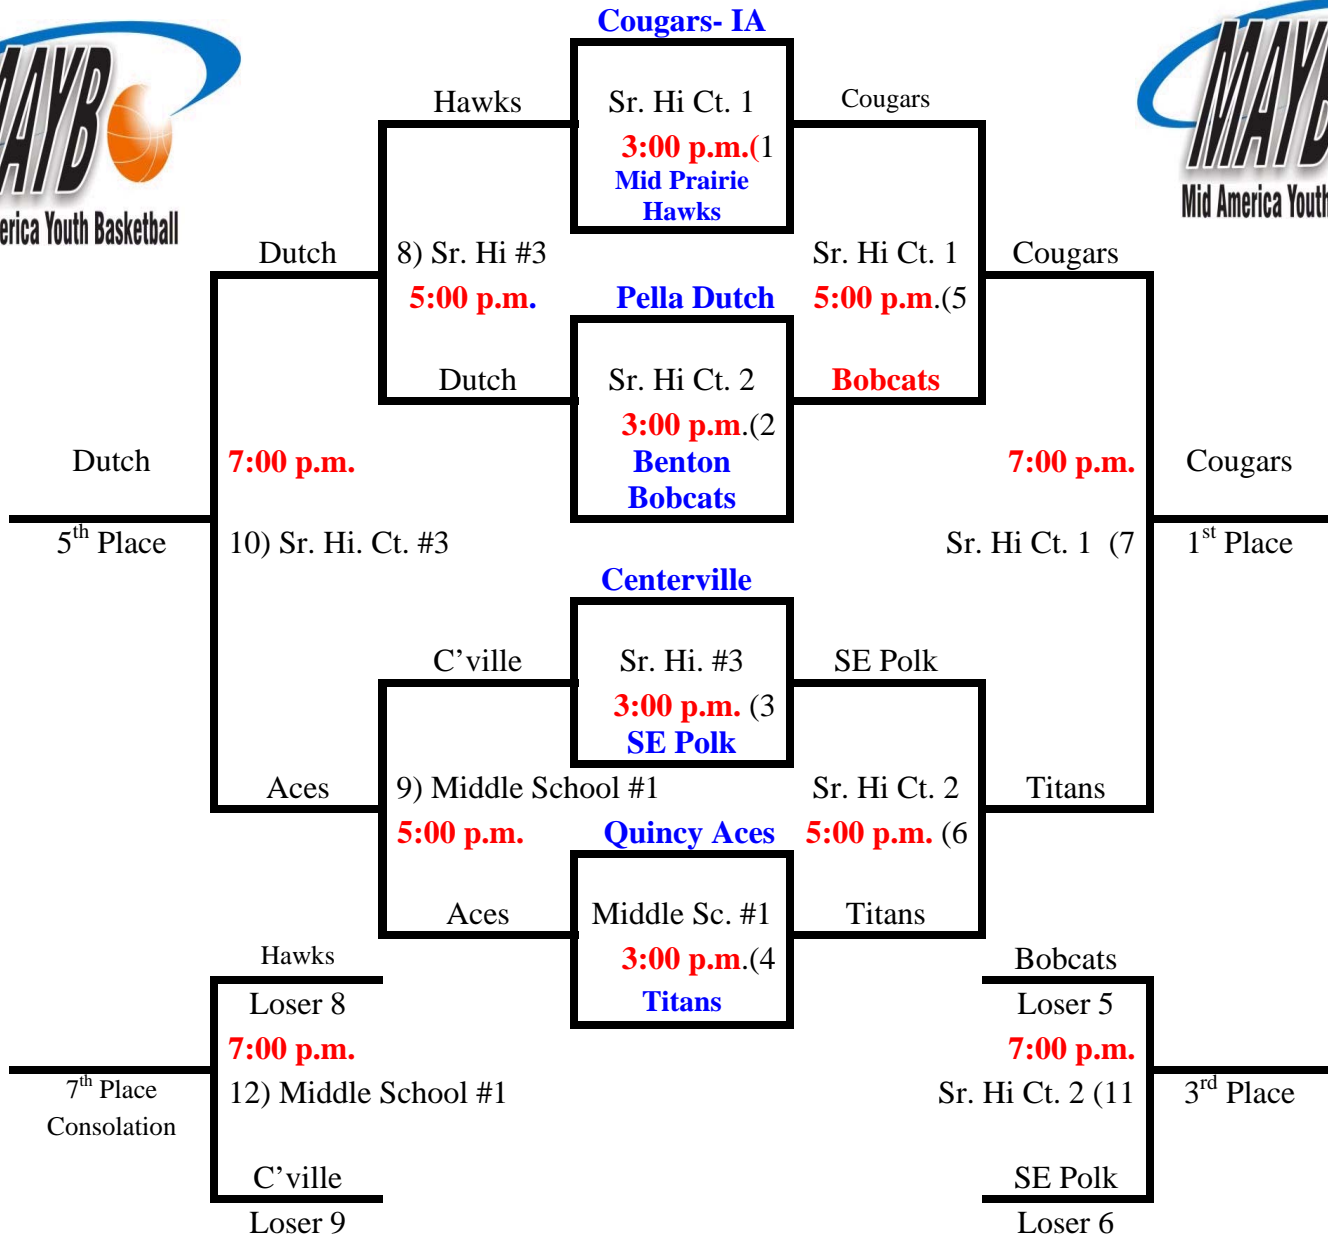 Cougars- IA
MAYB
MAYB
Hawks
Sr. Hi Ct. 1
Cougars
3:00 p.m.(1
Mid Prairie
Hawks
erica Youth Basketball
Mid America Youth
Dutch
8) Sr. Hi #3
Sr. Hi Ct. 1
Cougars
5:00 p.m.
Pella Dutch
5:00 p.m.(5
Dutch
Sr. Hi Ct. 2
Bobcats
3:00 p.m.(2
Dutch
7:00 p.m.
Benton
Bobcats
7:00 p.m.
Cougars
5th Place
10) Sr. Hi. Ct. #3
Sr. Hi Ct. 1 (7
1st Place
Centerville
C’ville
Sr. Hi. #3
SE Polk
3:00 p.m. (3
SE Polk
Aces
9) Middle School #1
Sr. Hi Ct. 2
Titans
5:00 p.m.
Quincy Aces
5:00 p.m. (6
Aces
Middle Sc. #1
Titans
3:00 p.m.(4
Titans
Hawks
Loser 8
7:00 p.m.
12) Middle School #1
7th Place
Consolation
C’ville
Loser 9
Bobcats
Loser 5
7:00 p.m.
Sr. Hi Ct. 2 (11
3rd Place
SE Polk
Loser 6